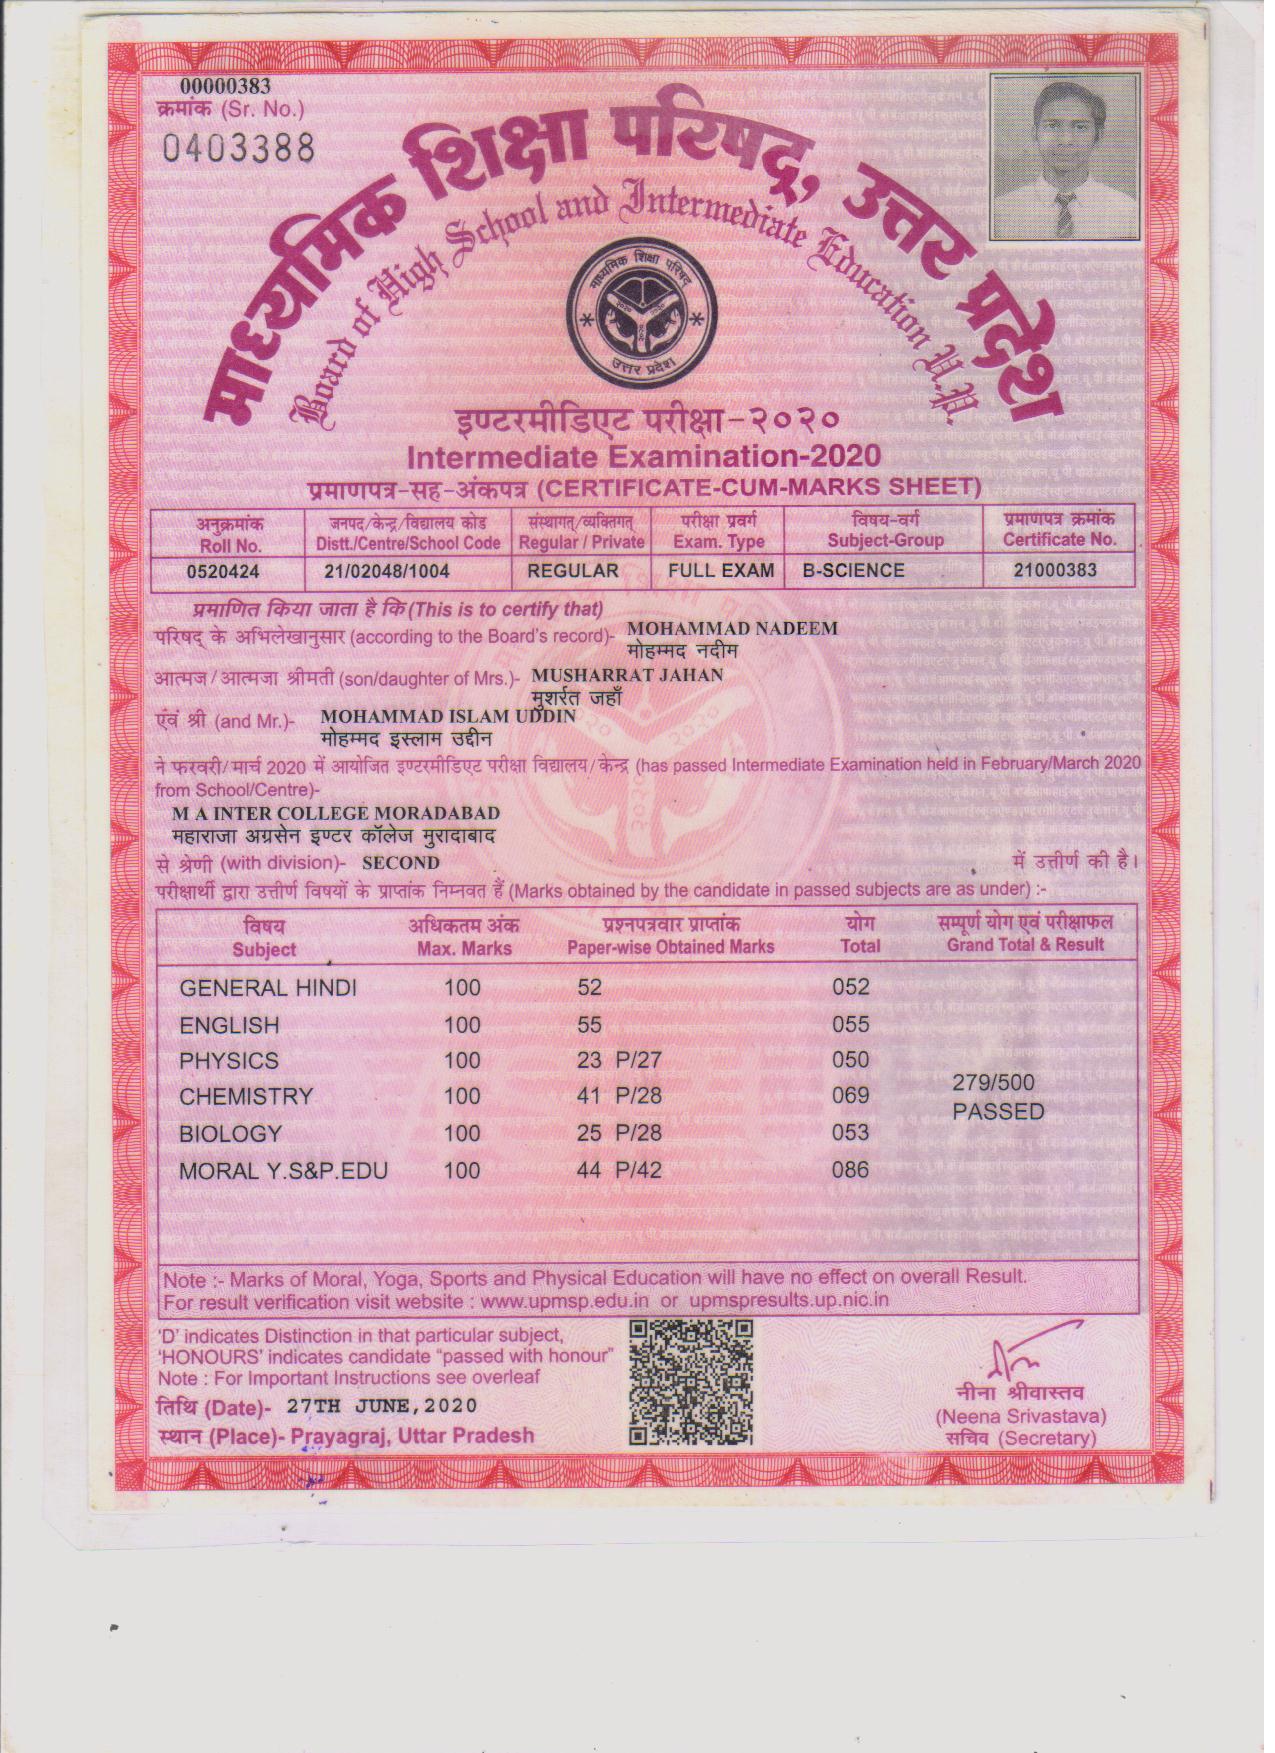 00000383
क्रमांक (Sr. No.)
0403388
माध्यमिक शिक्षा परिषद्, उत्तर प्रदेश
Board of High School and Intermediate Education U.P.
माध्यमिक शिक्षा परिषद्
उत्तर प्रदेश
इण्टरमीडिएट परीक्षा-२०२०
Intermediate Examination-2020
प्रमाणपत्र-सह-अंकपत्र (CERTIFICATE-CUM-MARKS SHEET)
अनुक्रमांक जनपद/केन्द्र/विद्यालय कोड संस्थागत्/व्यक्तिगत् परीक्षा प्रवर्ग विषय-वर्ग प्रमाणपत्र क्रमांक
Roll No. Distt./Centre/School Code Regular / Private Exam. Type Subject-Group Certificate No.
0520424 21/02048/1004 REGULAR FULL EXAM B-SCIENCE 21000383
प्रमाणित किया जाता है कि (This is to certify that)
परिषद् के अभिलेखानुसार (according to the Board's record)- MOHAMMAD NADEEM
मोहम्मद नदीम
आत्मज/आत्मजा श्रीमती (son/daughter of Mrs.)- MUSHARRAT JAHAN
मुशर्रत जहाँ
एंव श्री (and Mr.)- MOHAMMAD ISLAM UDDIN
मोहम्मद इस्लाम उद्दीन
ने फरवरी/मार्च 2020 में आयोजित इण्टरमीडिएट परीक्षा विद्यालय/केन्द्र (has passed Intermediate Examination held in February/March 2020
from School/Centre)-
M A INTER COLLEGE MORADABAD
महाराजा अग्रसेन इण्टर कॉलेज मुरादाबाद
से श्रेणी (with division)- SECOND में उत्तीर्ण की है।
परीक्षार्थी द्वारा उत्तीर्ण विषयों के प्राप्तांक निम्नवत हैं (Marks obtained by the candidate in passed subjects are as under) :-
विषय अधिकतम अंक प्रश्नपत्रवार प्राप्तांक योग सम्पूर्ण योग एवं परीक्षाफल
Subject Max. Marks Paper-wise Obtained Marks Total Grand Total & Result
GENERAL HINDI 100 52 052
ENGLISH 100 55 055
PHYSICS 100 23 P/27 050
279/500
CHEMISTRY 100 41 P/28 069
PASSED
BIOLOGY 100 25 P/28 053
MORAL Y.S&P.EDU 100 44 P/42 086
Note :- Marks of Moral, Yoga, Sports and Physical Education will have no effect on overall Result.
For result verification visit website : www.upmsp.edu.in or upmspresults.up.nic.in
'D' indicates Distinction in that particular subject,
'HONOURS' indicates candidate "passed with honour"
Note : For Important Instructions see overleaf
तिथि (Date)- 27TH JUNE,2020
स्थान (Place)- Prayagraj, Uttar Pradesh
नीना श्रीवास्तव
(Neena Srivastava)
सचिव (Secretary)